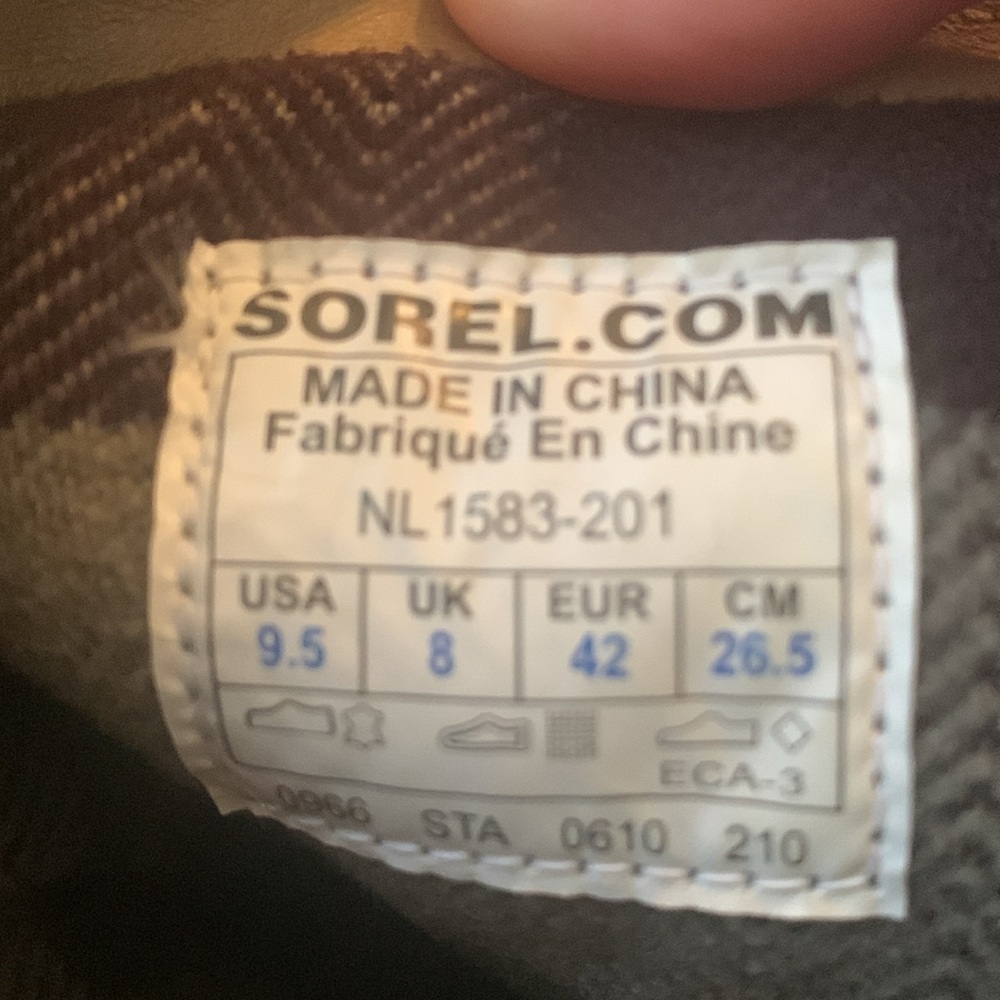 SOREL.COM
MADE IN CHINA
Fabriqué En Chine
NL1583-201
USA UK EUR CM
9.5 8 42 26.5
ECA-3
0966 STA 0610 210